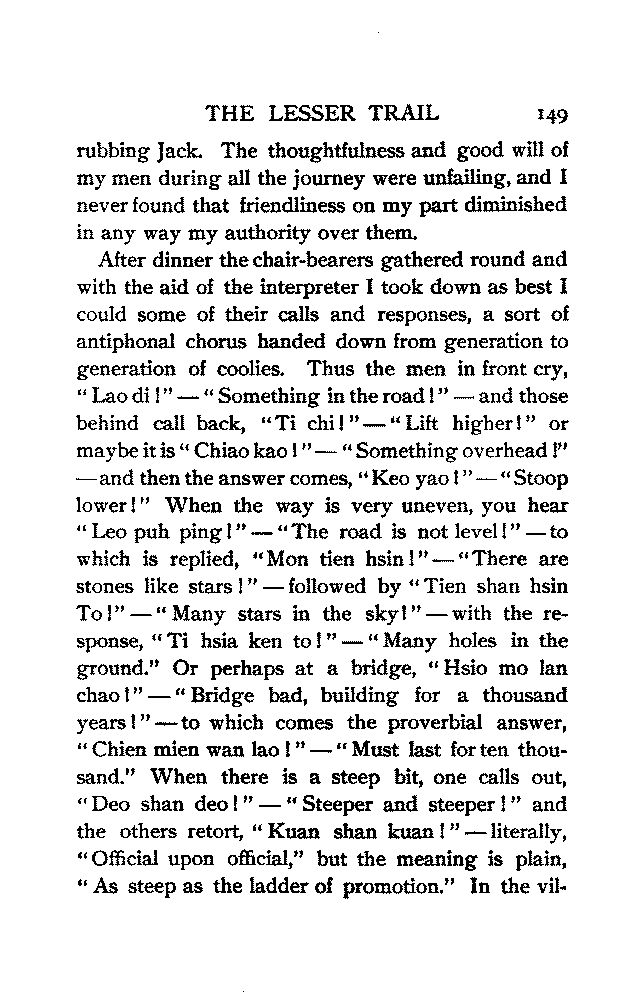 THE LESSER TRAIL 149
rubbing Jack. The thoughtfulness and good will of
my men during all the journey were unfailing, and I
never found that friendliness on my part diminished
in any way my authority over them.
After dinner the chair-bearers gathered round and
with the aid of the interpreter I took down as best I
could some of their calls and responses, a sort of
antiphonal chorus handed down from generation to
generation of coolies. Thus the men in front cry,
"Lao di!" — "Something in the road!" — and those
behind call back, "Ti chi!" — "Lift higher!" or
maybe it is "Chiao kao!" — "Something overhead!"
— and then the answer comes, "Keo yao!" — "Stoop
lower!" When the way is very uneven, you hear
"Leo puh ping!" — "The road is not level!" — to
which is replied, "Mon tien hsin!" — "There are
stones like stars!" — followed by "Tien shan hsin
To!" — "Many stars in the sky!" — with the re-
sponse, "Ti hsia ken to!" — "Many holes in the
ground." Or perhaps at a bridge, "Hsio mo lan
chao!" — "Bridge bad, building for a thousand
years!" — to which comes the proverbial answer,
"Chien mien wan lao!" — "Must last for ten thou-
sand." When there is a steep bit, one calls out,
"Deo shan deo!" — "Steeper and steeper!" and
the others retort, "Kuan shan kuan!" — literally,
"Official upon official," but the meaning is plain,
"As steep as the ladder of promotion." In the vil-